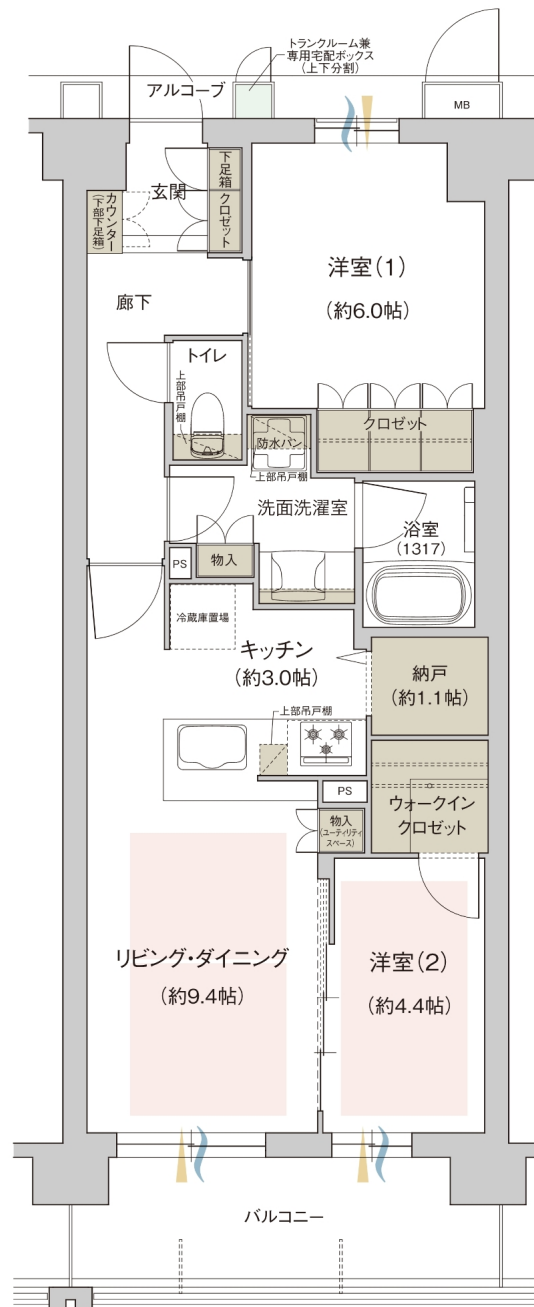 トランクルーム兼
専用宅配ボックス
(上下分割)
アルコーブ
MB
下足箱
玄関
クロゼット
カウンター
(下部下足箱)
洋室(1)
(約6.0帖)
廊下
トイレ
上部吊戸棚
クロゼット
防水パン
上部吊戸棚
洗面洗濯室
浴室
(1317)
PS
物入
冷蔵庫置場
キッチン
(約3.0帖)
納戸
(約1.1帖)
上部吊戸棚
PS
ウォークイン
クロゼット
物入
(ユーティリティ
スペース)
リビング・ダイニング
(約9.4帖)
洋室(2)
(約4.4帖)
バルコニー